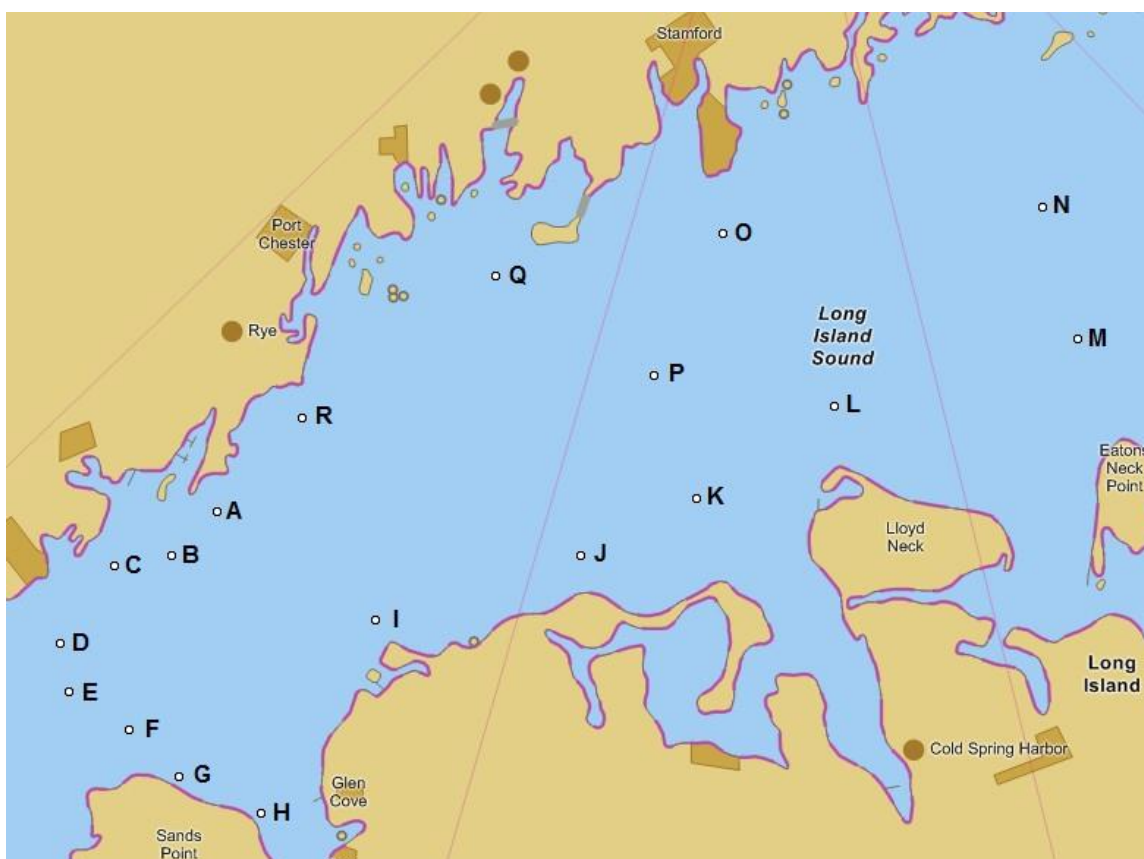 Stamford
N
Port
Chester
O
Q
Rye
Long
Island
Sound
M
P
L
R
Eatons
Neck
Point
K
A
Lloyd
Neck
B
J
C
I
D
Long
Island
E
F
Cold Spring Harbor
G
Glen
Cove
H
Sands
Point